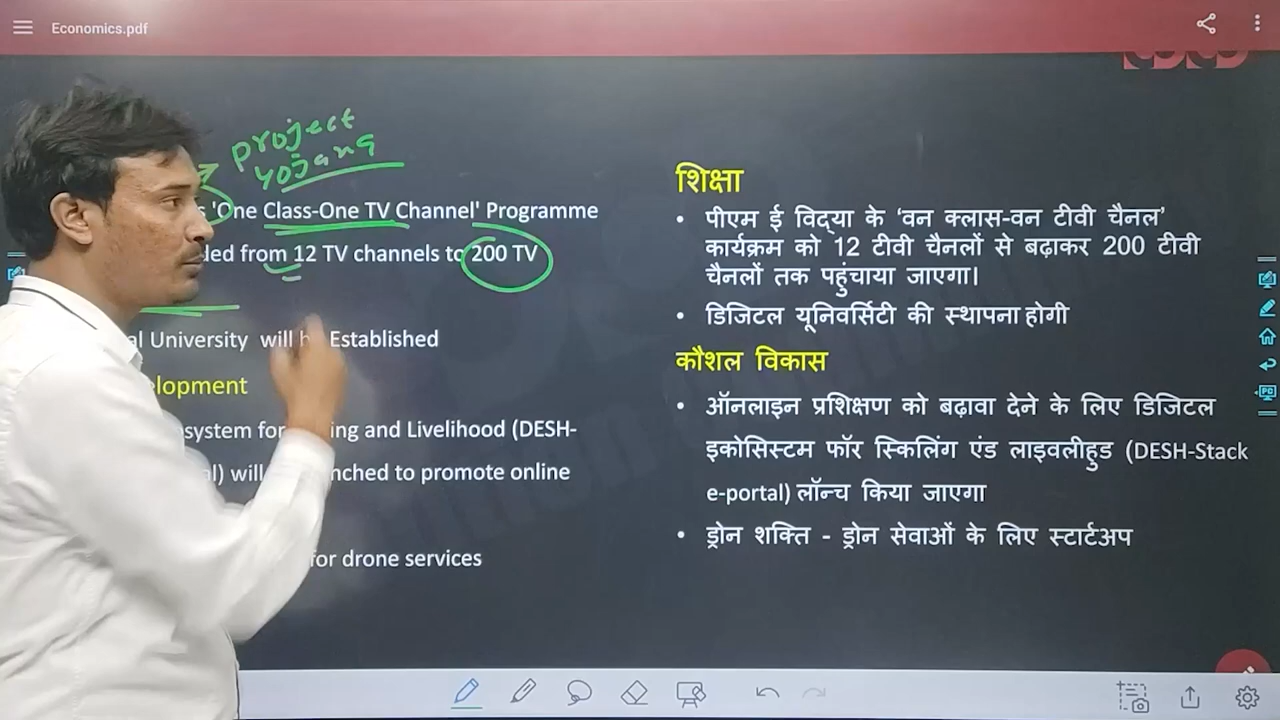 Economics.pdf
project
yojana
s 'One Class-One TV Channel' Programme
ded from 12 TV channels to 200 TV
al University will Established
elopment
system for and Livelihood (DESH-
al) will nched to promote online
for drone services
शिक्षा
• पीएम ई विद्या के ‘वन क्लास-वन टीवी चैनल’
कार्यक्रम को 12 टीवी चैनलों से बढ़ाकर 200 टीवी
चैनलों तक पहुंचाया जाएगा।
• डिजिटल यूनिवर्सिटी की स्थापना होगी
कौशल विकास
• ऑनलाइन प्रशिक्षण को बढ़ावा देने के लिए डिजिटल
इकोसिस्टम फॉर स्किलिंग एंड लाइवलीहुड (DESH-Stack
e-portal) लॉन्च किया जाएगा
• ड्रोन शक्ति - ड्रोन सेवाओं के लिए स्टार्टअप